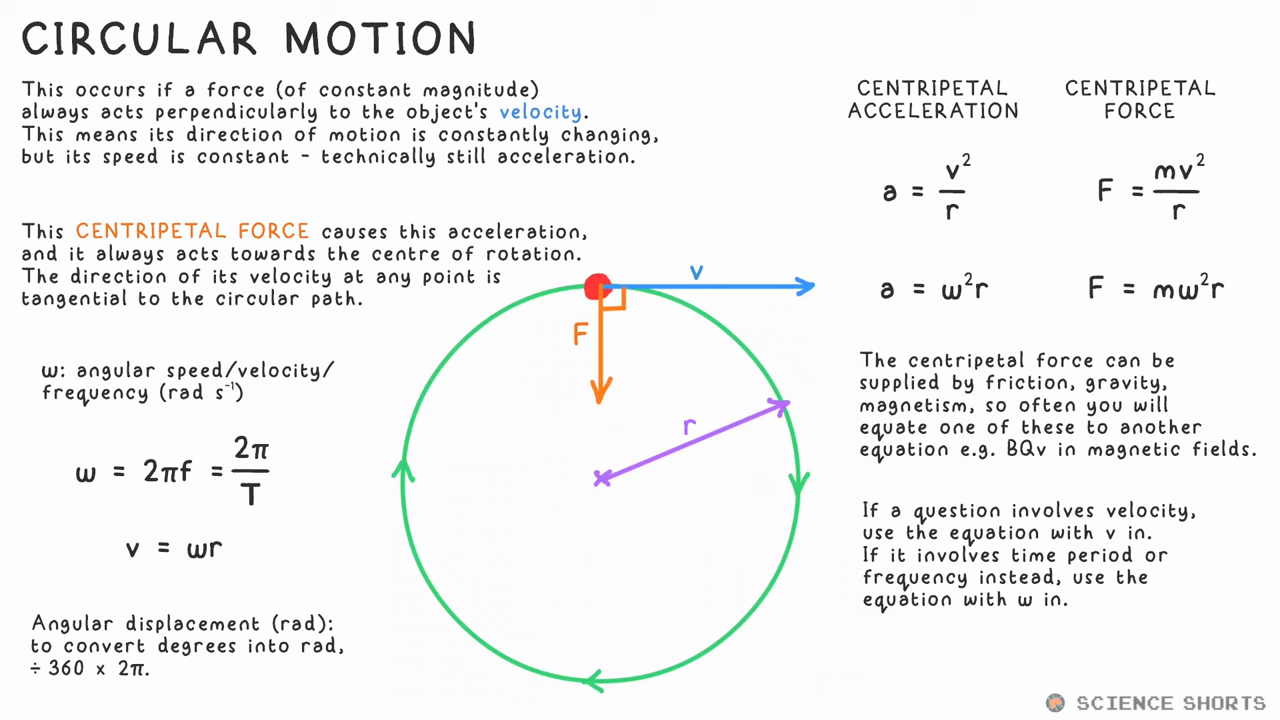 CIRCULAR MOTION
This occurs if a force (of constant magnitude)
always acts perpendicularly to the object's velocity.
This means its direction of motion is constantly changing,
but its speed is constant - technically still acceleration.
This CENTRIPETAL FORCE causes this acceleration,
and it always acts towards the centre of rotation.
The direction of its velocity at any point is
tangential to the circular path.
ω: angular speed/velocity/
frequency (rad s⁻¹)
ω = 2πf = 2π/T
v = ωr
Angular displacement (rad):
to convert degrees into rad,
÷ 360 x 2π.
v
F
r
CENTRIPETAL
ACCELERATION
a = v²/r
a = ω²r
CENTRIPETAL
FORCE
F = mv²/r
F = mω²r
The centripetal force can be
supplied by friction, gravity,
magnetism, so often you will
equate one of these to another
equation e.g. BQv in magnetic fields.
If a question involves velocity,
use the equation with v in.
If it involves time period or
frequency instead, use the
equation with ω in.
SCIENCE SHORTS